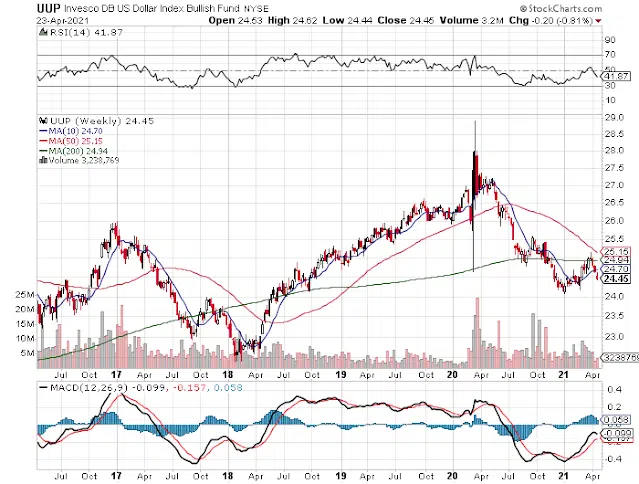 UUP Invesco DB US Dollar Index Bullish Fund NYSE © StockCharts.com
23-Apr-2021 Open 24.53 High 24.62 Low 24.44 Close 24.45 Volume 3.2M Chg -0.20 (-0.81%)
RSI(14) 41.87
90
70
50
41.87
30
10
UUP (Weekly) 24.45
MA(10) 24.70
MA(50) 25.15
MA(200) 24.94
Volume 3,238,769
29.0
28.5
28.0
27.5
27.0
26.5
26.0
25.5
25.15
24.94
24.70
24.45
24.0
23.5
23.0
22.5
25M
20M
15M
10M
5M
3238769
Jul Oct 17 Apr Jul Oct 18 Apr Jul Oct 19 Apr Jul Oct 20 Apr Jul Oct 21 Apr
MACD(12,26,9) -0.099, -0.157, 0.058
0.4
0.2
0.058
-0.099
-0.157
-0.4
Jul Oct 17 Apr Jul Oct 18 Apr Jul Oct 19 Apr Jul Oct 20 Apr Jul Oct 21 Apr